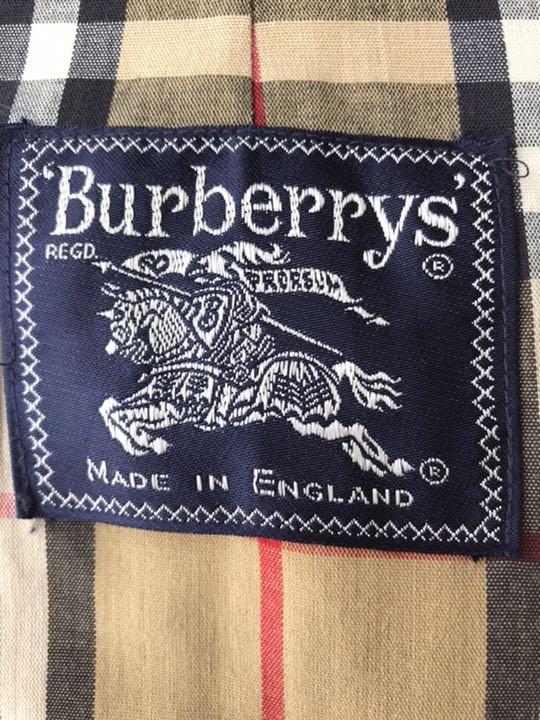 'Burberrys'
REGD.
PRORSUM
®
®
MADE IN ENGLAND